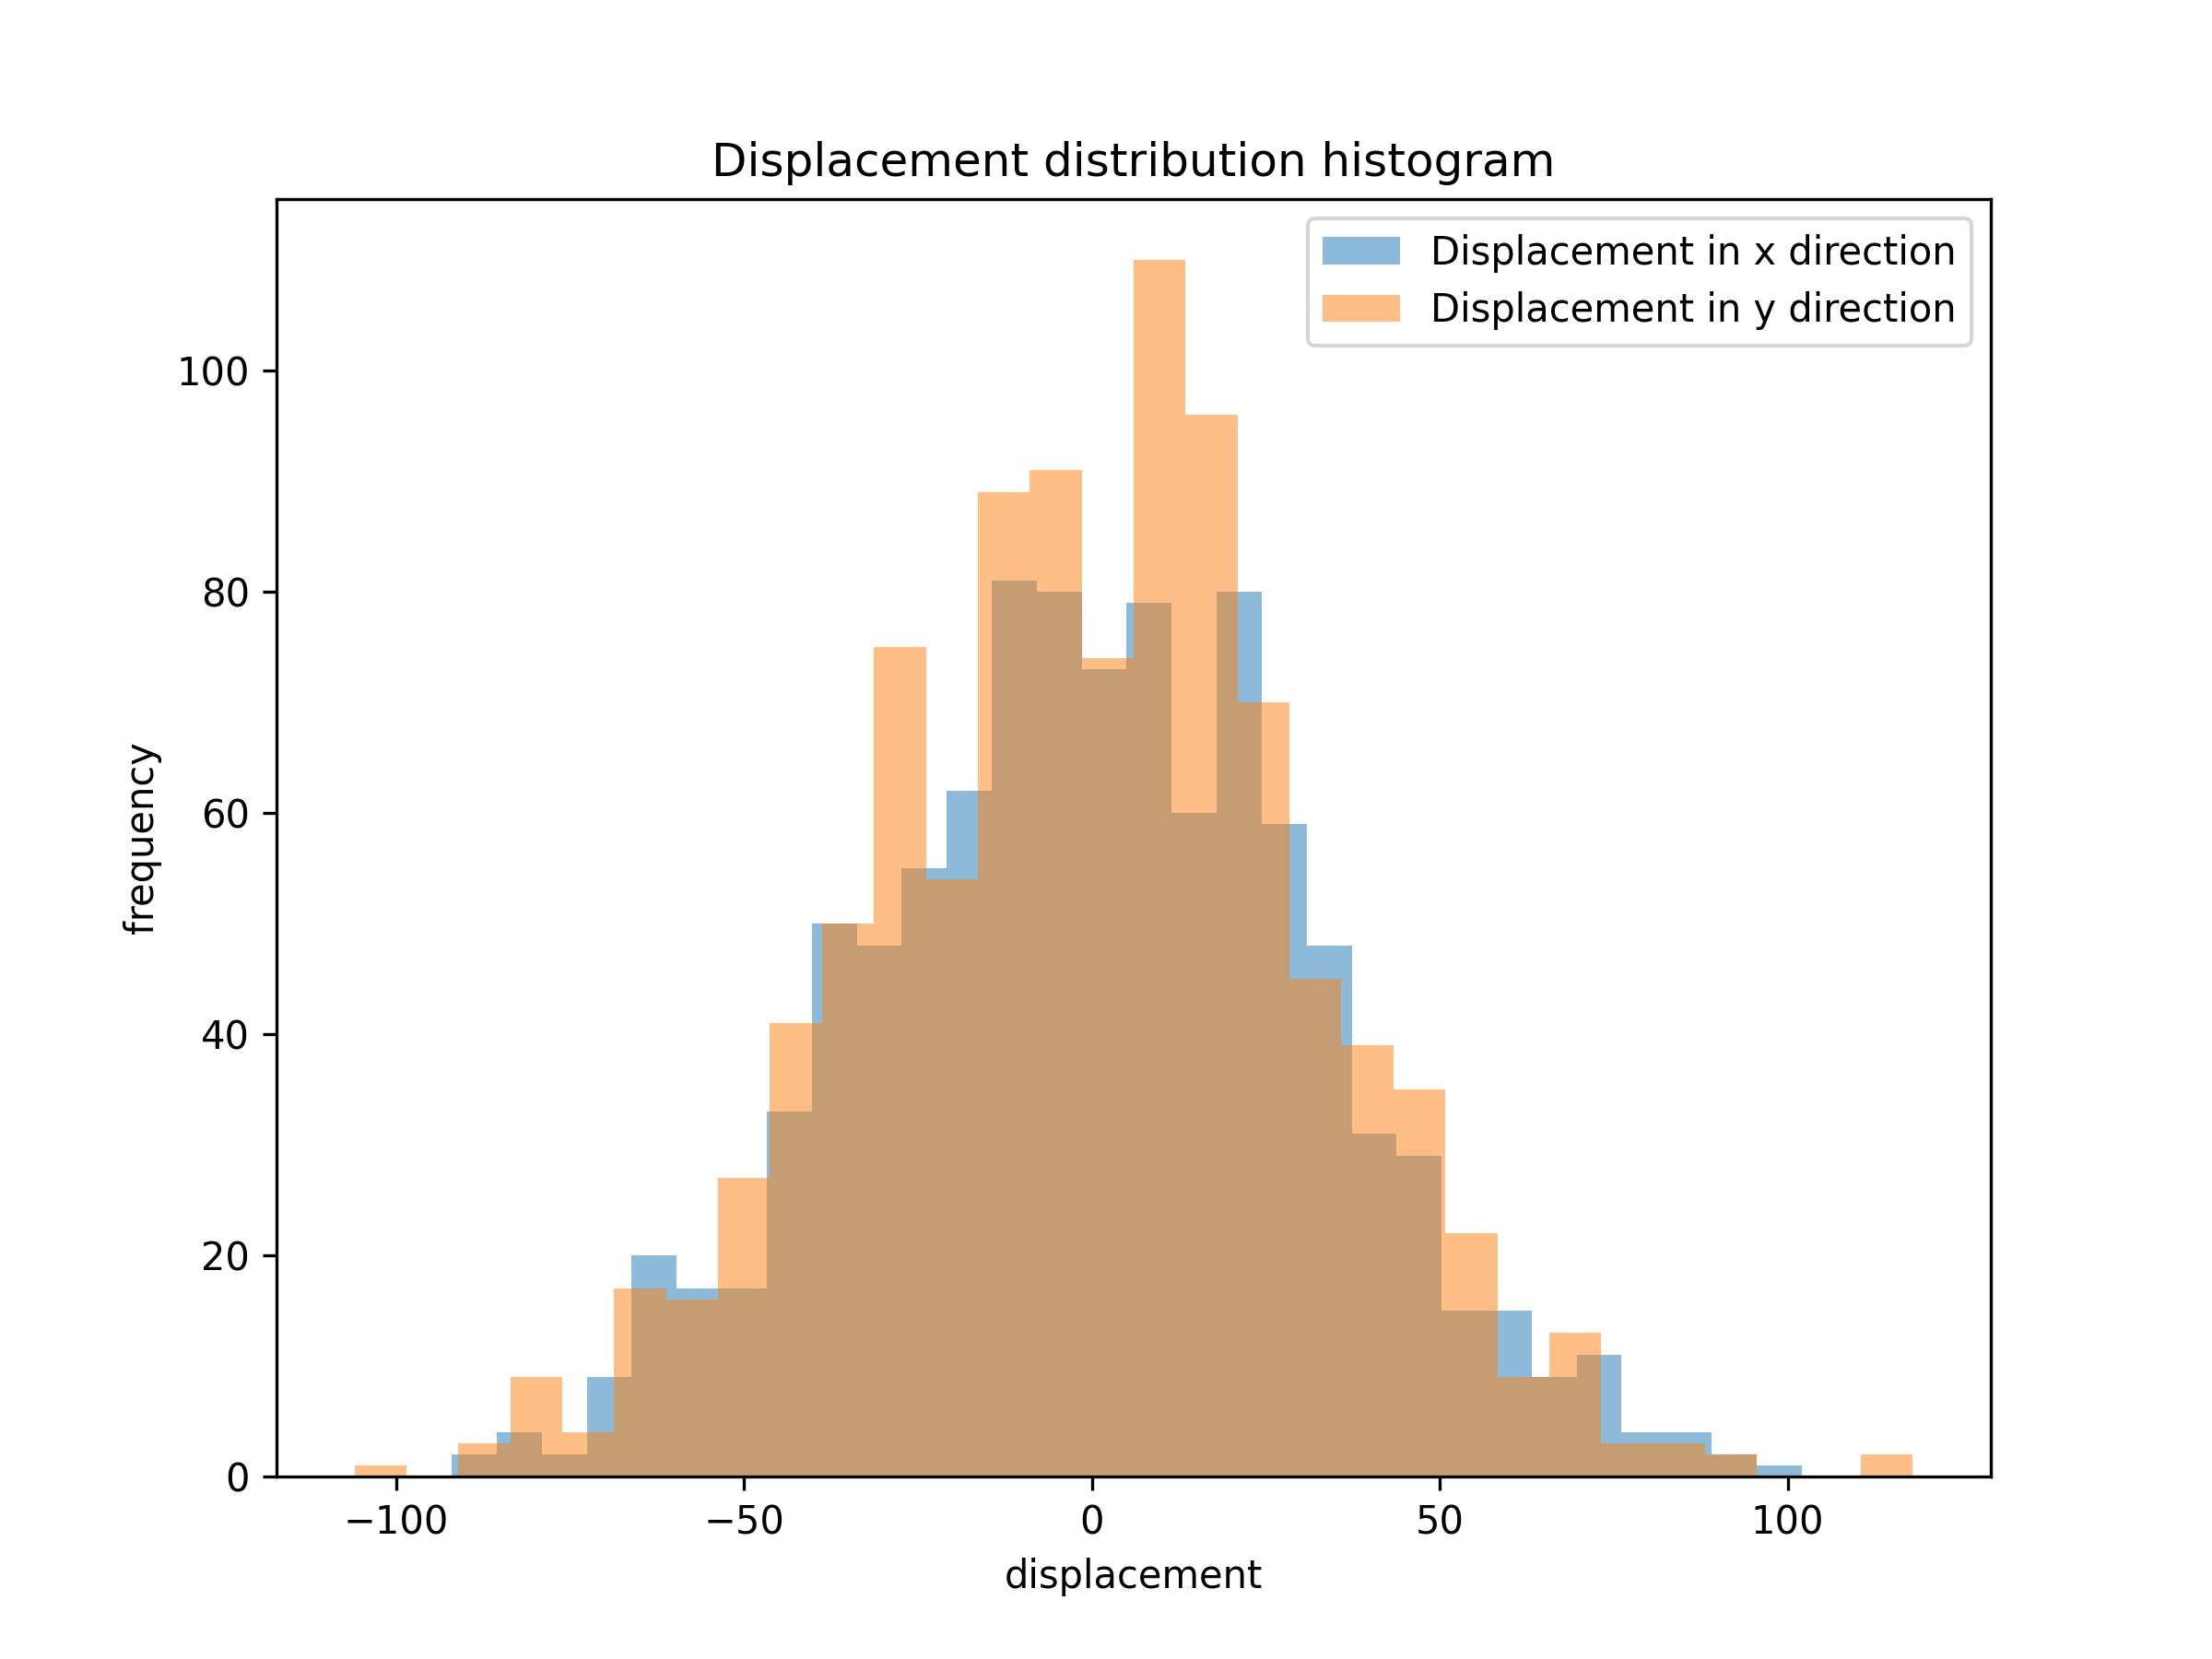 Displacement distribution histogram
Displacement in x direction
Displacement in y direction
100
80
60
40
20
0
frequency
−100
−50
0
50
100
displacement